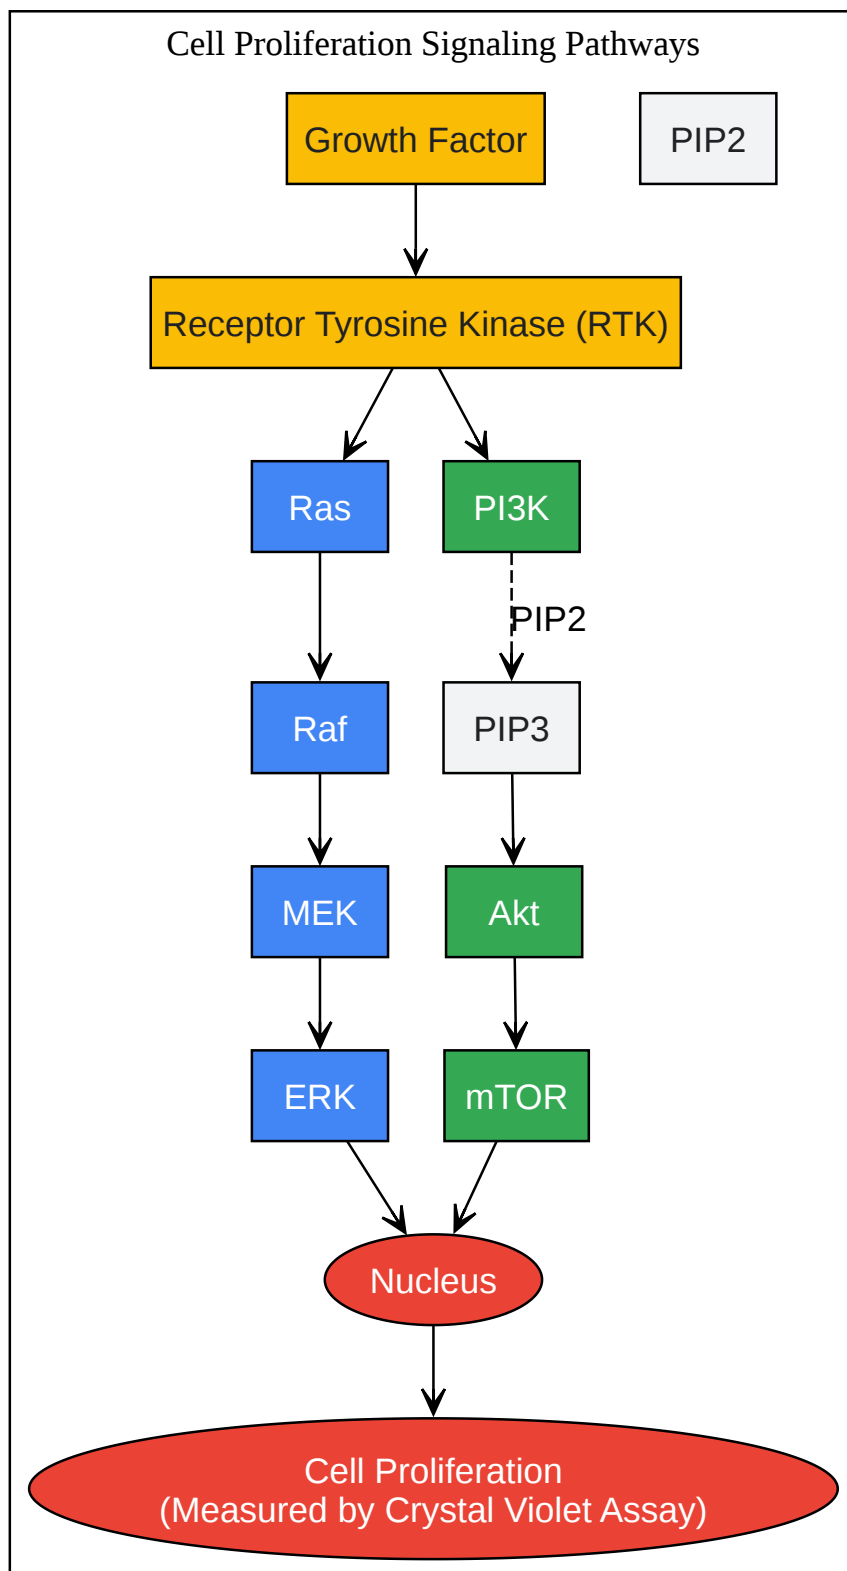 Cell Proliferation Signaling Pathways
Growth Factor
PIP2
Receptor Tyrosine Kinase (RTK)
Ras
PI3K
PIP2
Raf
PIP3
MEK
Akt
ERK
mTOR
Nucleus
Cell Proliferation
(Measured by Crystal Violet Assay)